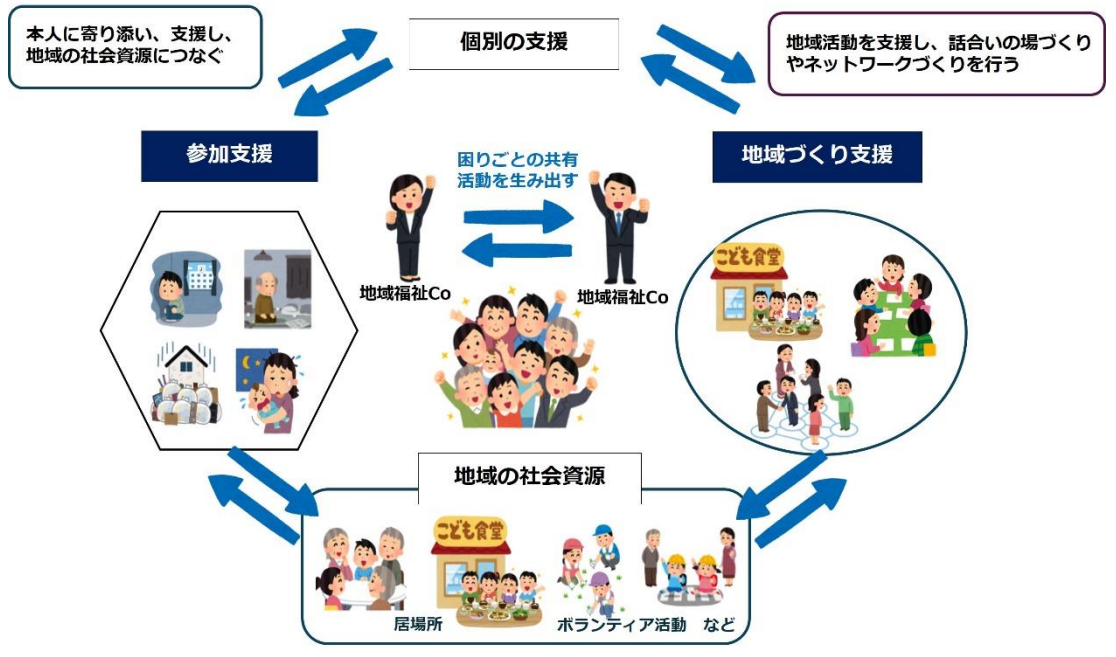 本人に寄り添い、支援し、
地域の社会資源につなぐ
個別の支援
地域活動を支援し、話合いの場づくり
やネットワークづくりを行う
参加支援
困りごとの共有
活動を生み出す
地域づくり支援
地域福祉Co
地域福祉Co
こども食堂
地域の社会資源
こども食堂
居場所
ボランティア活動　など